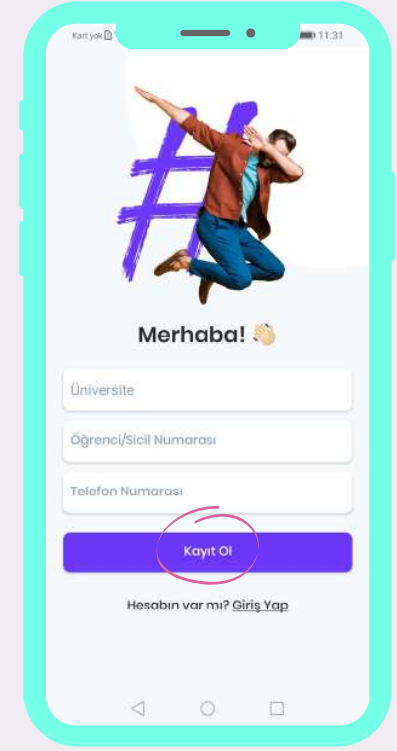 Kart yok
11:31
Merhaba!
Üniversite
Öğrenci/Sicil Numarası
Telefon Numarası
Kayıt Ol
Hesabın var mı? Giriş Yap